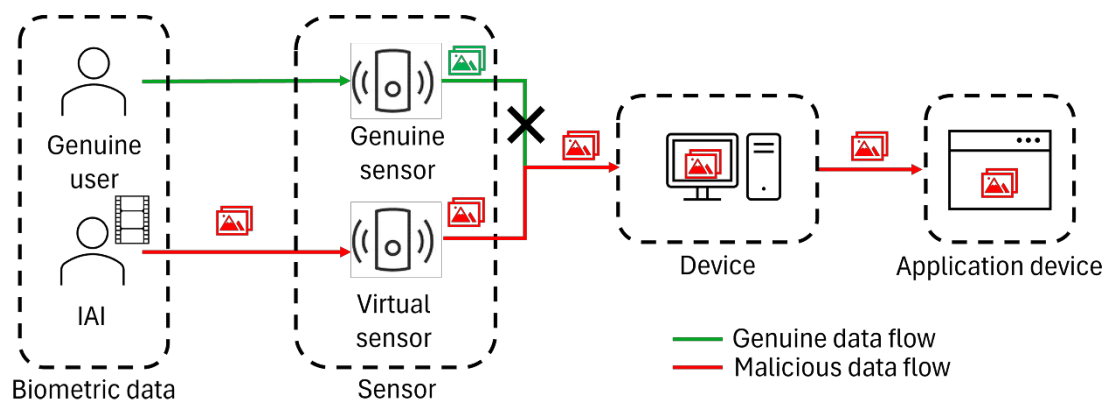 Genuine
user
IAI
Biometric data
Genuine
sensor
Virtual
sensor
Sensor
Device
Application device
Genuine data flow
Malicious data flow